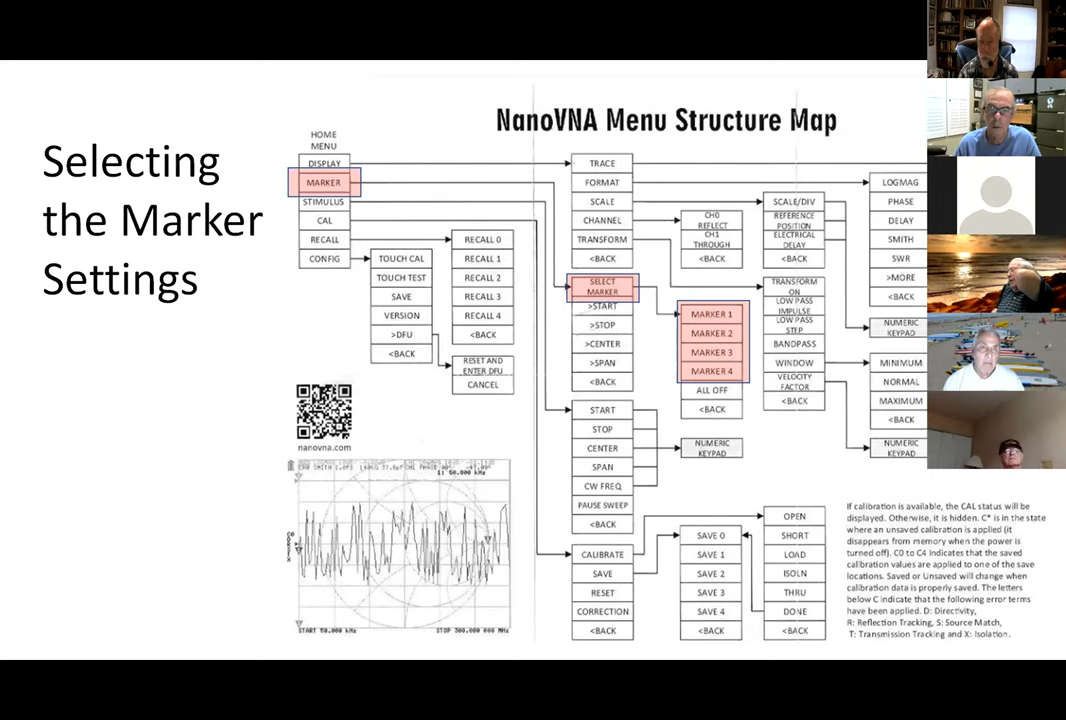 Selecting
the Marker
Settings
NanoVNA Menu Structure Map
HOME
MENU
DISPLAY
MARKER
STIMULUS
CAL
RECALL
CONFIG
TOUCH CAL
TOUCH TEST
SAVE
VERSION
>DFU
<BACK
RECALL 0
RECALL 1
RECALL 2
RECALL 3
RECALL 4
<BACK
RESET AND
ENTER DFU
CANCEL
nanovna.com
START 50.000 kHz
STOP 300.000 000 MHz
TRACE
FORMAT
SCALE
CHANNEL
TRANSFORM
<BACK
SELECT
MARKER
>START
>STOP
>CENTER
>SPAN
<BACK
START
STOP
CENTER
SPAN
CW FREQ
PAUSE SWEEP
<BACK
CALIBRATE
SAVE
RESET
CORRECTION
<BACK
CH0
REFLECT
CH1
THROUGH
<BACK
MARKER 1
MARKER 2
MARKER 3
MARKER 4
ALL OFF
<BACK
NUMERIC
KEYPAD
SAVE 0
SAVE 1
SAVE 2
SAVE 3
SAVE 4
<BACK
SCALE/DIV
REFERENCE
POSITION
ELECTRICAL
DELAY
<BACK
TRANSFORM
ON
LOW PASS
IMPULSE
LOW PASS
STEP
BANDPASS
WINDOW
VELOCITY
FACTOR
<BACK
OPEN
SHORT
LOAD
ISOLN
THRU
DONE
<BACK
LOGMAG
PHASE
DELAY
SMITH
SWR
>MORE
<BACK
NUMERIC
KEYPAD
MINIMUM
NORMAL
MAXIMUM
<BACK
NUMERIC
KEYPAD
If calibration is available, the CAL status will be
displayed. Otherwise, it is hidden. C* is in the state
where an unsaved calibration is applied (it
disappears from memory when the power is
turned off). C0 to C4 Indicates that the saved
calibration values are applied to one of the save
locations. Saved or Unsaved will change when
calibration data is properly saved. The letters
below C indicate that the following error terms
have been applied. D: Directivity,
R: Reflection Tracking, S: Source Match,
T: Transmission Tracking and X: Isolation.